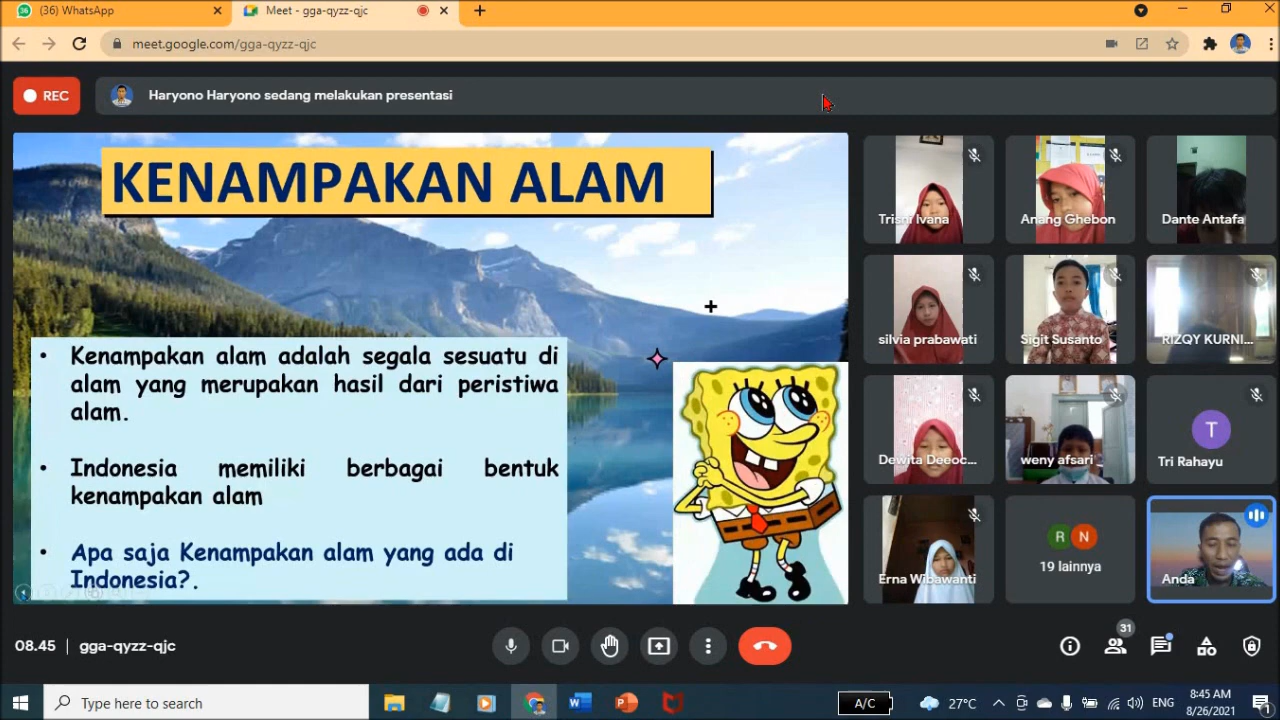 (36) WhatsApp
Meet - gga-qyzz-qjc
meet.google.com/gga-qyzz-qjc
REC
Haryono Haryono sedang melakukan presentasi
KENAMPAKAN ALAM
• Kenampakan alam adalah segala sesuatu di
alam yang merupakan hasil dari peristiwa
alam.
• Indonesia memiliki berbagai bentuk
kenampakan alam
• Apa saja Kenampakan alam yang ada di
Indonesia?.
Trisni Ivana
Anang Ghebon
Dante Antafa
silvia prabawati
Sigit Susanto
RIZQY KURNI...
Dewita Deeoc...
weny afsari
T
Tri Rahayu
Erna Wibawanti
R N
19 lainnya
Anda
08.45 | gga-qyzz-qjc
31
Type here to search
A/C
27°C
ENG
8:45 AM
8/26/2021
1